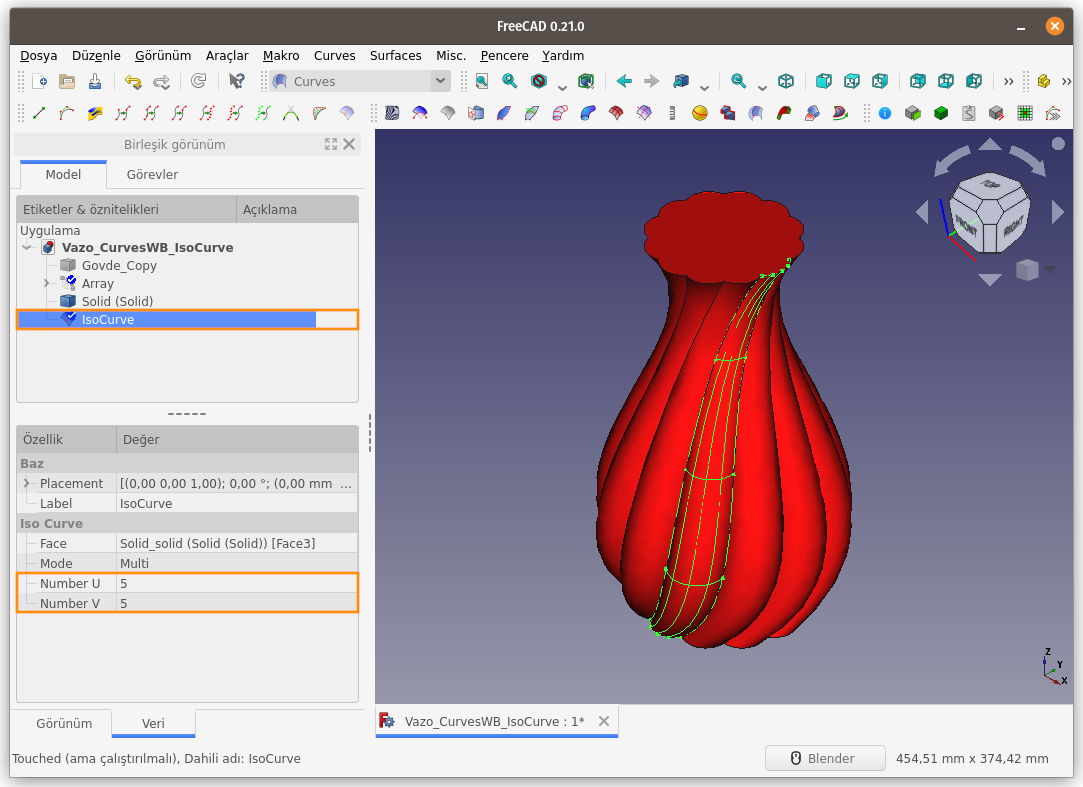 FreeCAD 0.21.0
Dosya Düzenle Görünüm Araçlar Makro Curves Surfaces Misc. Pencere Yardım
Curves
Birleşik görünüm
Model Görevler
Etiketler & öznitelikleri Açıklama
Uygulama
Vazo_CurvesWB_IsoCurve
Govde_Copy
Array
Solid (Solid)
IsoCurve
Özellik Değer
Baz
Placement [(0,00 0,00 1,00); 0,00 °; (0,00 mm ...
Label IsoCurve
Iso Curve
Face Solid_solid (Solid (Solid)) [Face3]
Mode Multi
Number U 5
Number V 5
Görünüm Veri
TOP
FRONT
RIGHT
Z
Y
X
Vazo_CurvesWB_IsoCurve : 1*
Touched (ama çalıştırılmalı), Dahili adı: IsoCurve
Blender
454,51 mm x 374,42 mm